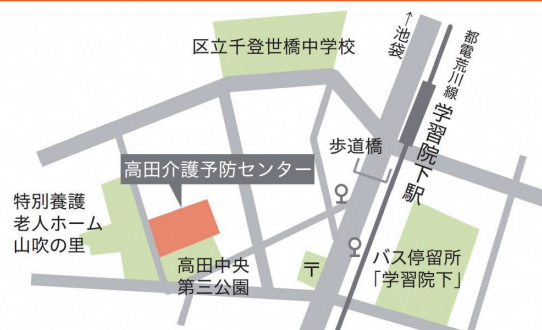 区立千登世橋中学校
←池袋
都電荒川線
学習院下駅
歩道橋
高田介護予防センター
特別養護
老人ホーム
山吹の里
高田中央
第三公園
〒
バス停留所
「学習院下」